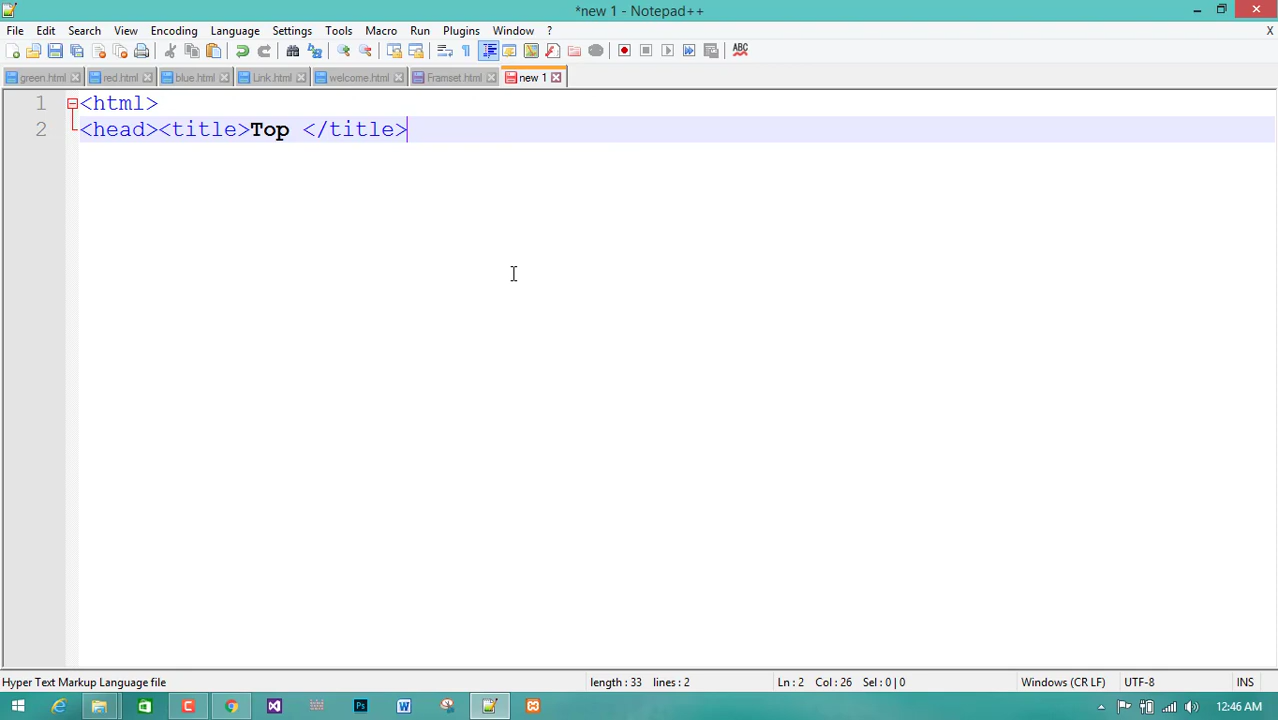 *new 1 - Notepad++
File Edit Search View Encoding Language Settings Tools Macro Run Plugins Window ? X
green.html red.html blue.html Link.html welcome.html Framset.html new 1
1 <html>
2 <head><title>Top </title>
Hyper Text Markup Language file length : 33 lines : 2 Ln : 2 Col : 26 Sel : 0 | 0 Windows (CR LF) UTF-8 INS
12:46 AM